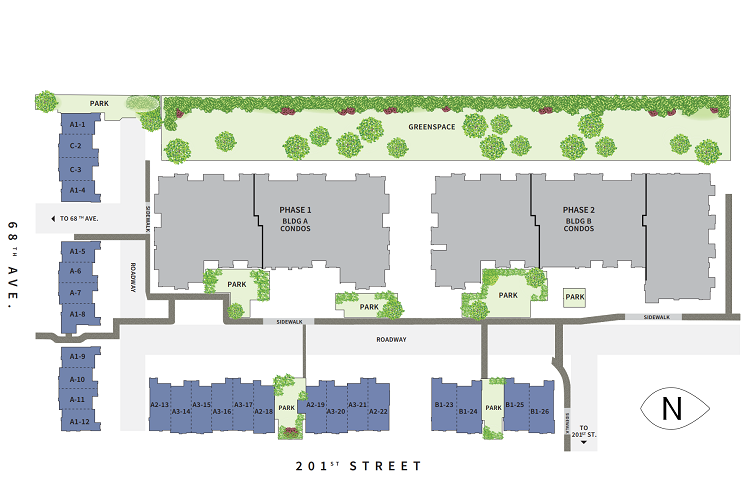 PARK
GREENSPACE
A1-1
C-2
C-3
A1-4
TO 68TH AVE.
SIDEWALK
68TH AVE.
PHASE 1
BLDG A
CONDOS
PHASE 2
BLDG B
CONDOS
A1-5
A-6
A-7
A1-8
ROADWAY
PARK
PARK
PARK
PARK
SIDEWALK
SIDEWALK
ROADWAY
A1-9
A-10
A-11
A1-12
A2-13
A3-14
A3-15
A3-16
A3-17
A2-18
PARK
A2-19
A3-20
A3-21
A2-22
B1-23
B1-24
PARK
B1-25
B1-26
SIDEWALK
TO
201ST ST.
N
201ST STREET